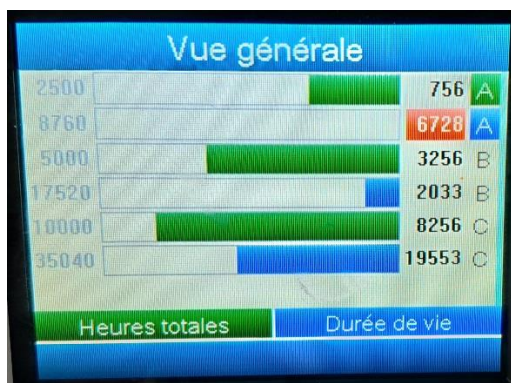 Vue générale
2500 756 A
8760 6728 A
5000 3256 B
17520 2033 B
10000 8256 C
35040 19553 C
Heures totales Durée de vie